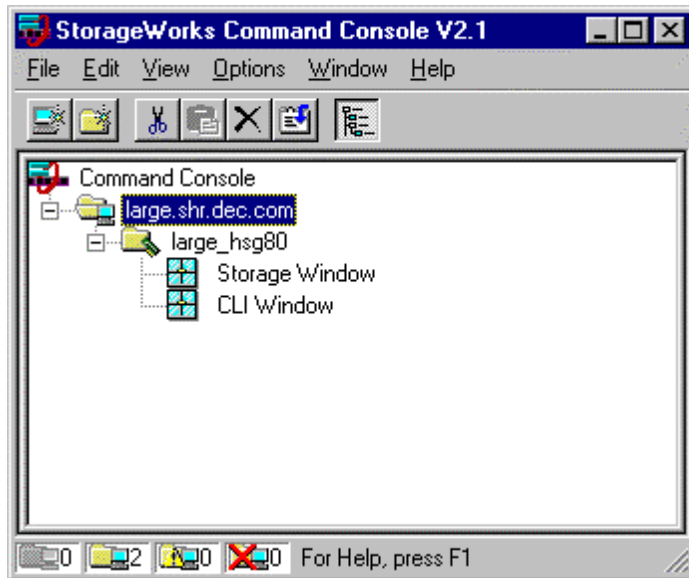 StorageWorks Command Console V2.1
File Edit View Options Window Help
Command Console
large.shr.dec.com
large_hsg80
Storage Window
CLI Window
0 2 0 0 For Help, press F1